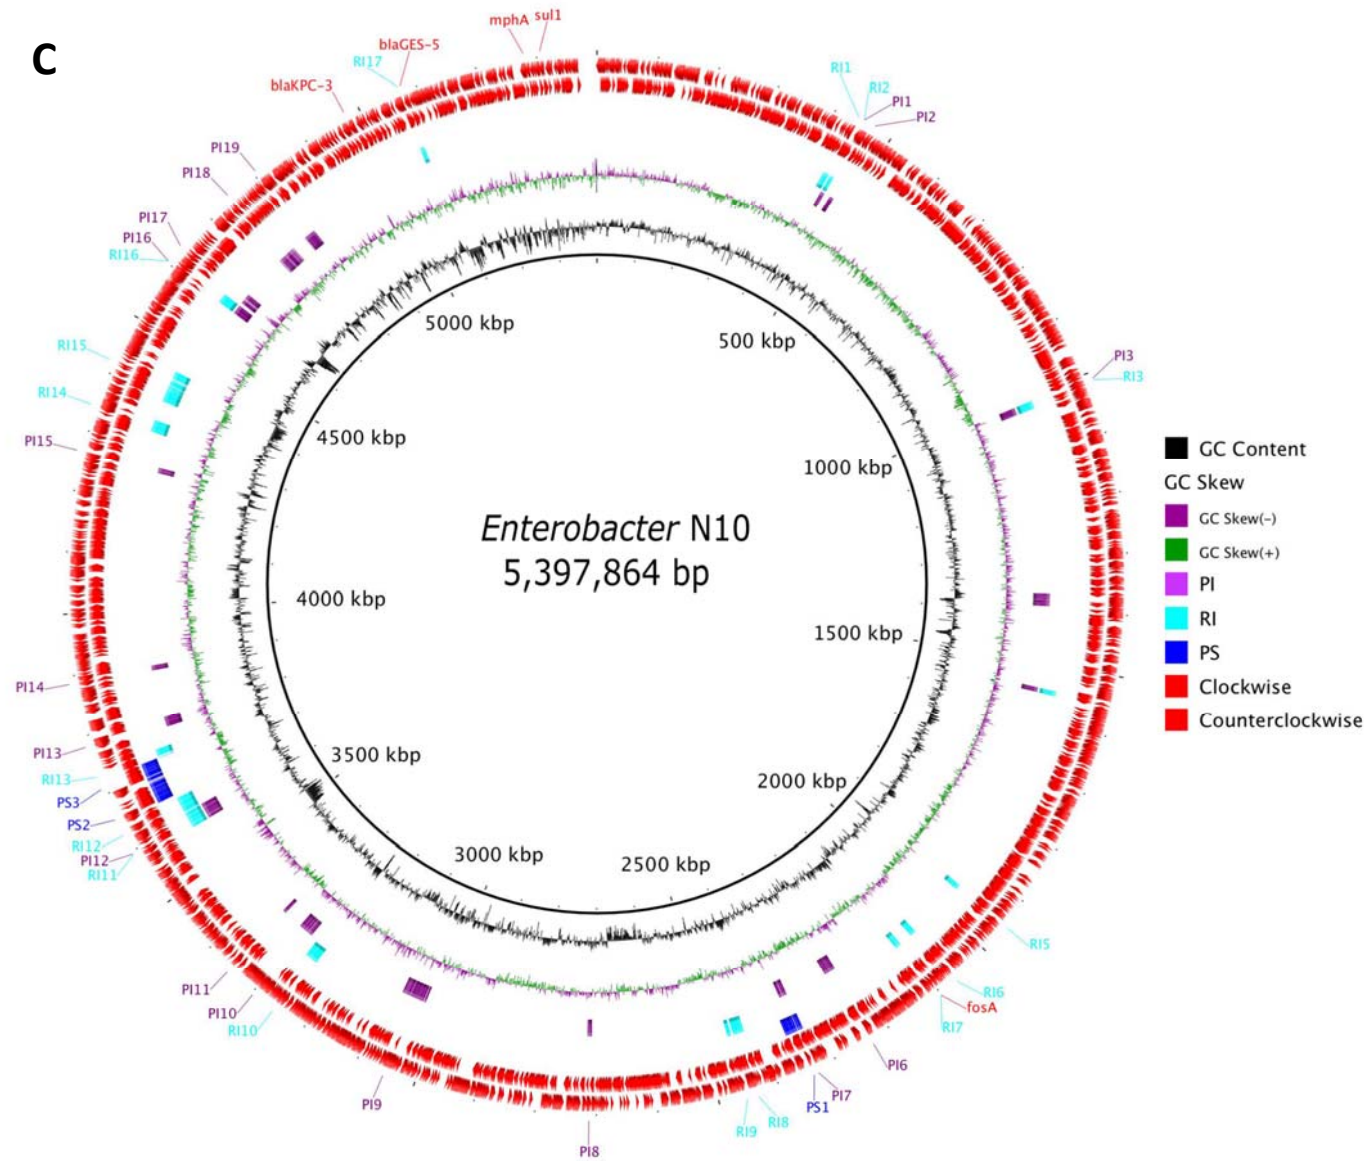 C
mphA
sul1
blaGES-5
RI17
blaKPC-3
PI19
PI18
PI17
PI16
RI16
RI15
RI14
PI15
PI14
PI13
RI13
PS3
PS2
RI12
PI12
RI11
PI11
PI10
RI10
PI9
PI8
RI9
RI8
PS1
PI7
PI6
RI7
fosA
RI6
RI5
RI3
PI3
PI2
PI1
RI2
RI1
500 kbp
1000 kbp
1500 kbp
2000 kbp
2500 kbp
3000 kbp
3500 kbp
4000 kbp
4500 kbp
5000 kbp
Enterobacter N10
5,397,864 bp
GC Content
GC Skew
GC Skew(-)
GC Skew(+)
PI
RI
PS
Clockwise
Counterclockwise